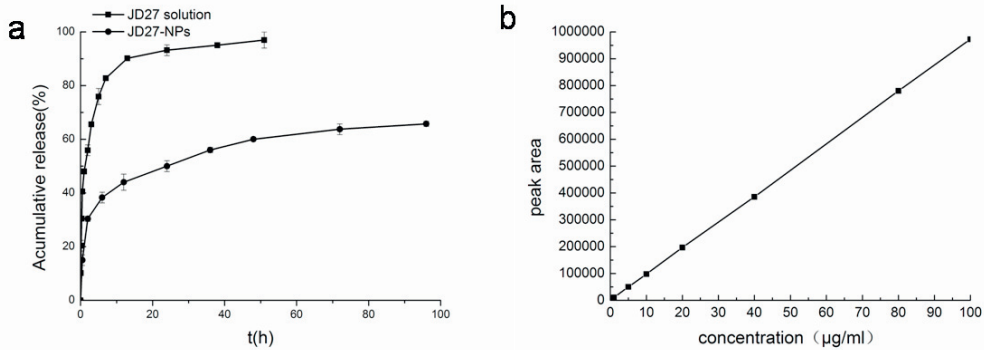 a
JD27 solution
JD27-NPs
100
80
60
40
20
0
Acumulative release(%)
0 20 40 60 80 100
t(h)
b
1000000
900000
800000
700000
600000
500000
400000
300000
200000
100000
0
peak area
0 10 20 30 40 50 60 70 80 90 100
concentration（μg/ml）